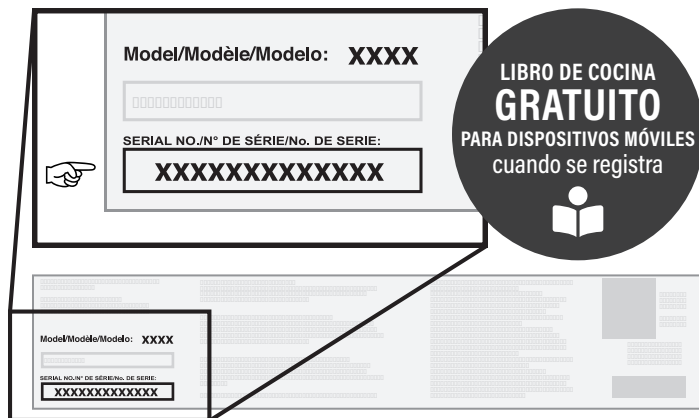 Model/Modèle/Modelo: XXXX
SERIAL NO./N° DE SÉRIE/No. DE SERIE:
XXXXXXXXXXXXX
LIBRO DE COCINA
GRATUITO
PARA DISPOSITIVOS MÓVILES
cuando se registra
Model/Modèle/Modelo: XXXX
SERIAL NO./N° DE SÉRIE/No. DE SERIE:
XXXXXXXXXXXXX